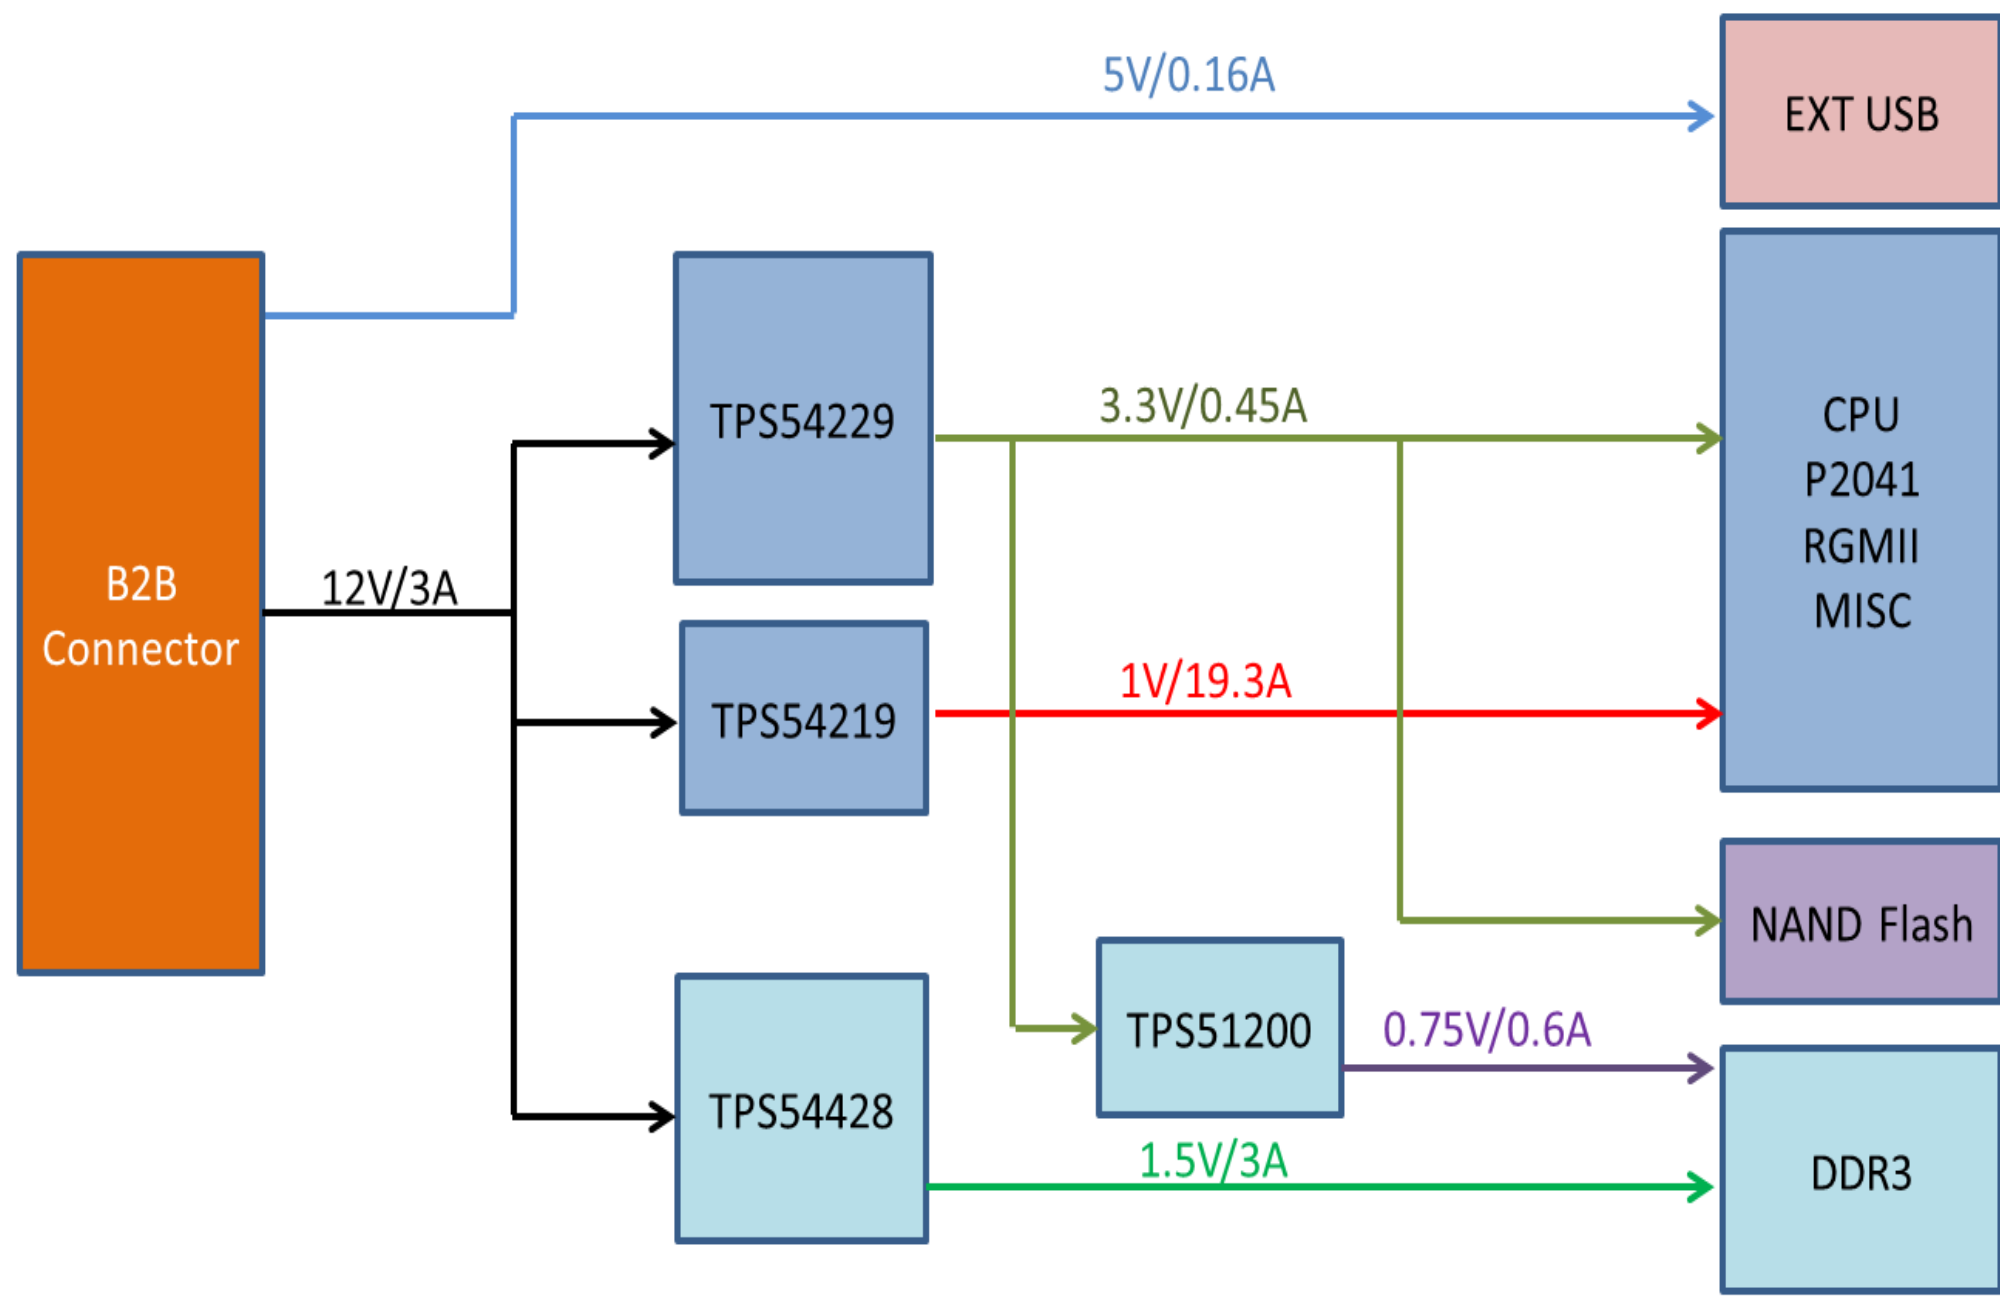 5V/0.16A
EXT USB
B2B
Connector
12V/3A
TPS54229
3.3V/0.45A
CPU
P2041
RGMII
MISC
TPS54219
1V/19.3A
NAND Flash
TPS51200
0.75V/0.6A
TPS54428
1.5V/3A
DDR3